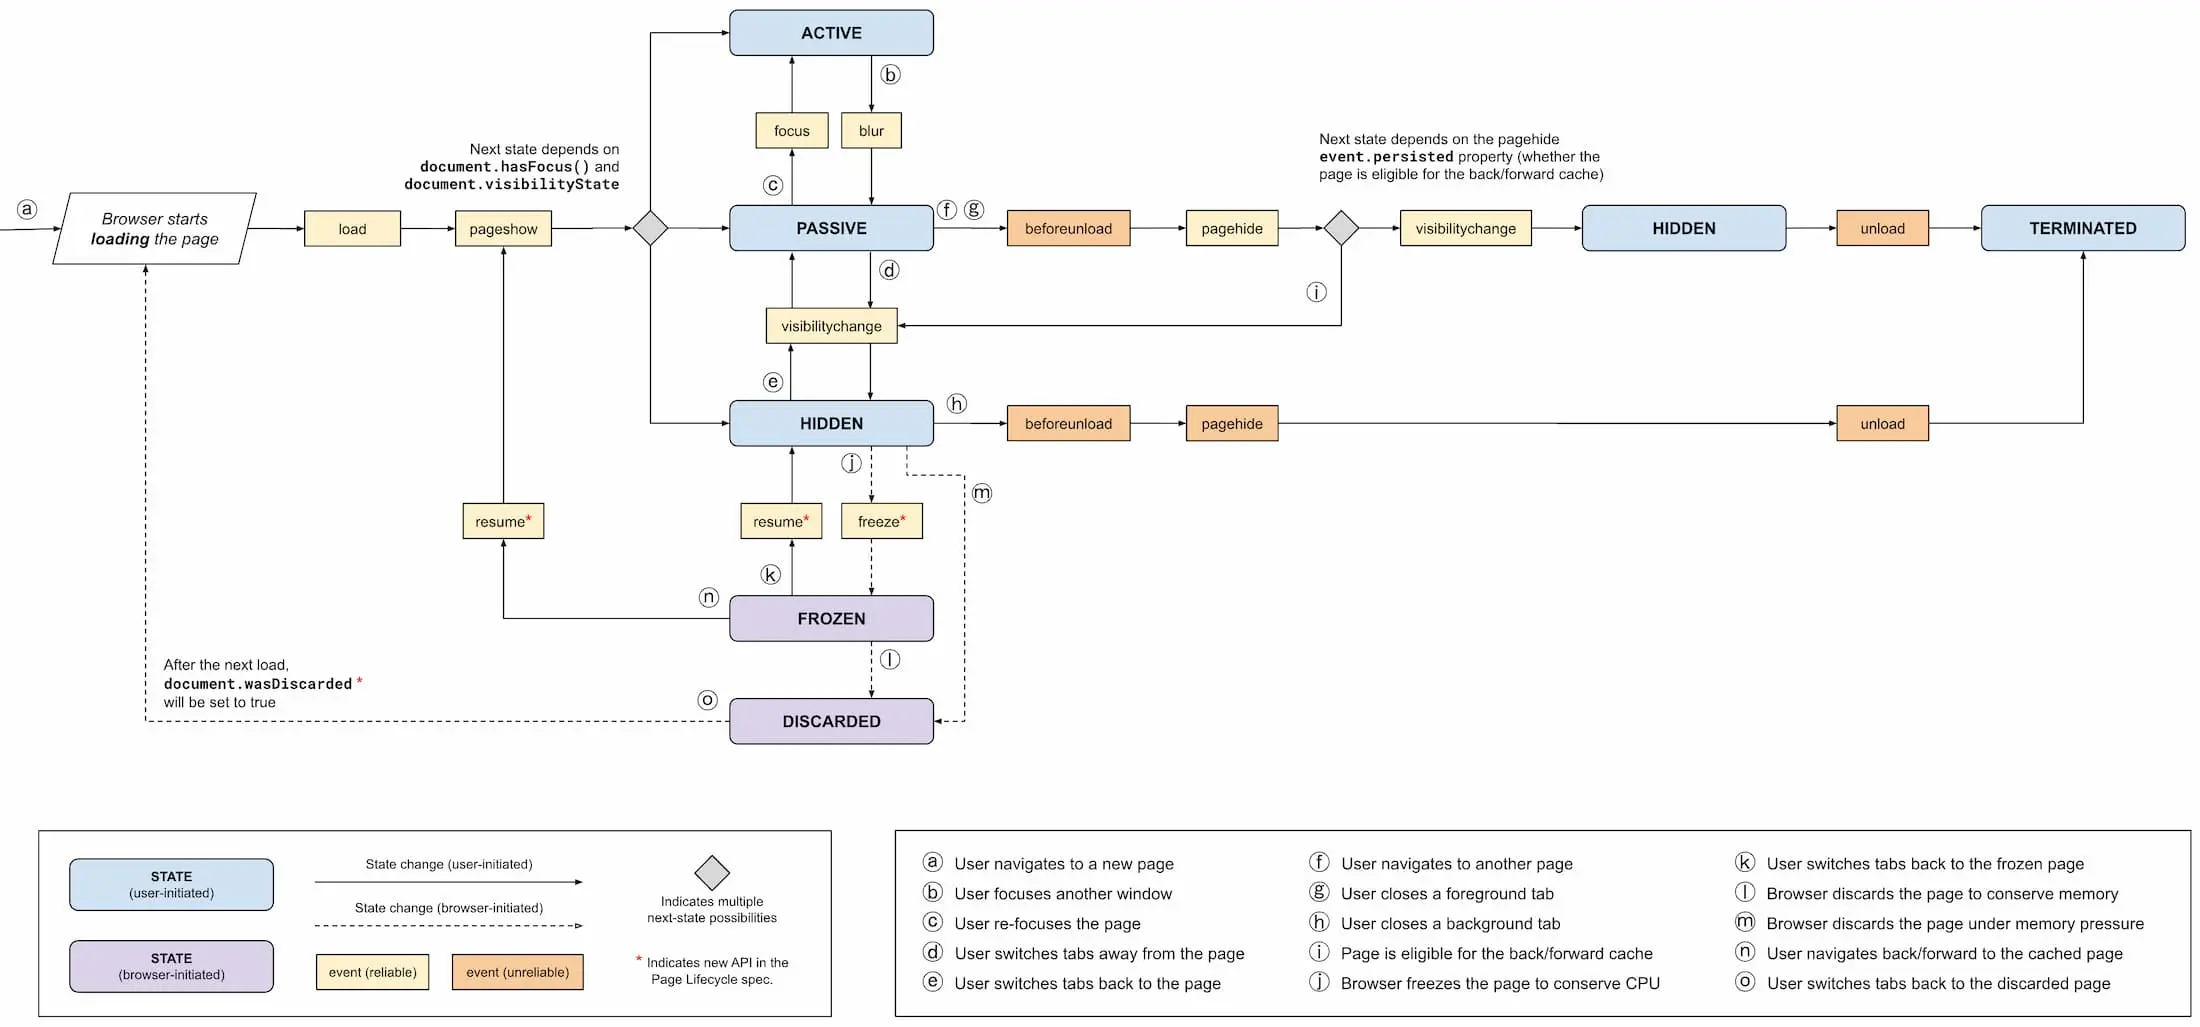 ACTIVE
ⓑ
focus
blur
Next state depends on
document.hasFocus() and
document.visibilityState
ⓒ
Next state depends on the pagehide
event.persisted property (whether the
page is eligible for the back/forward cache)
ⓐ
Browser starts
loading the page
load
pageshow
PASSIVE
ⓕ ⓖ
beforeunload
pagehide
visibilitychange
HIDDEN
unload
TERMINATED
ⓓ
ⓘ
visibilitychange
ⓔ
HIDDEN
ⓗ
beforeunload
pagehide
unload
ⓙ
ⓜ
resume*
resume*
freeze*
ⓚ
ⓝ
FROZEN
ⓛ
After the next load,
document.wasDiscarded *
will be set to true
ⓞ
DISCARDED
STATE
(user-initiated)
STATE
(browser-initiated)
State change (user-initiated)
State change (browser-initiated)
event (reliable)
event (unreliable)
Indicates multiple
next-state possibilities
* Indicates new API in the
Page Lifecycle spec.
ⓐ User navigates to a new page
ⓑ User focuses another window
ⓒ User re-focuses the page
ⓓ User switches tabs away from the page
ⓔ User switches tabs back to the page
ⓕ User navigates to another page
ⓖ User closes a foreground tab
ⓗ User closes a background tab
ⓘ Page is eligible for the back/forward cache
ⓙ Browser freezes the page to conserve CPU
ⓚ User switches tabs back to the frozen page
ⓛ Browser discards the page to conserve memory
ⓜ Browser discards the page under memory pressure
ⓝ User navigates back/forward to the cached page
ⓞ User switches tabs back to the discarded page